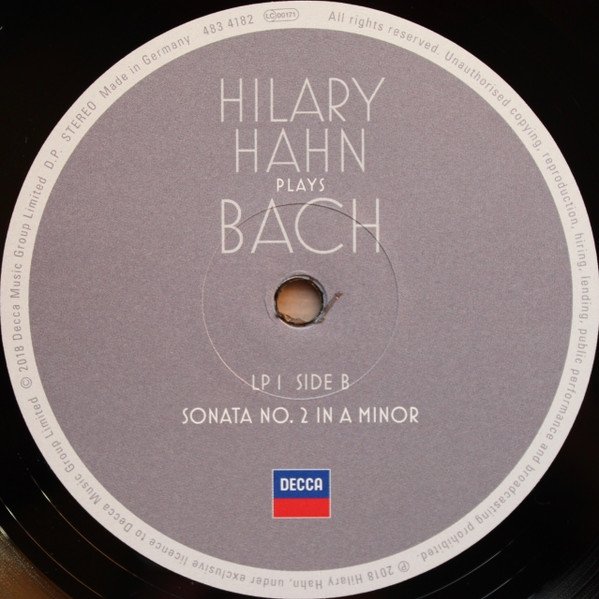 HILARY
HAHN
PLAYS
BACH
LP 1 SIDE B
SONATA NO. 2 IN A MINOR
DECCA
℗ 2018 Hilary Hahn, under exclusive licence to Decca Music Group Limited © 2018 Decca Music Group Limited D.P. STEREO Made in Germany 483 4182 LC 00171 All rights reserved. Unauthorised copying, reproduction, hiring, lending, public performance and broadcasting prohibited.